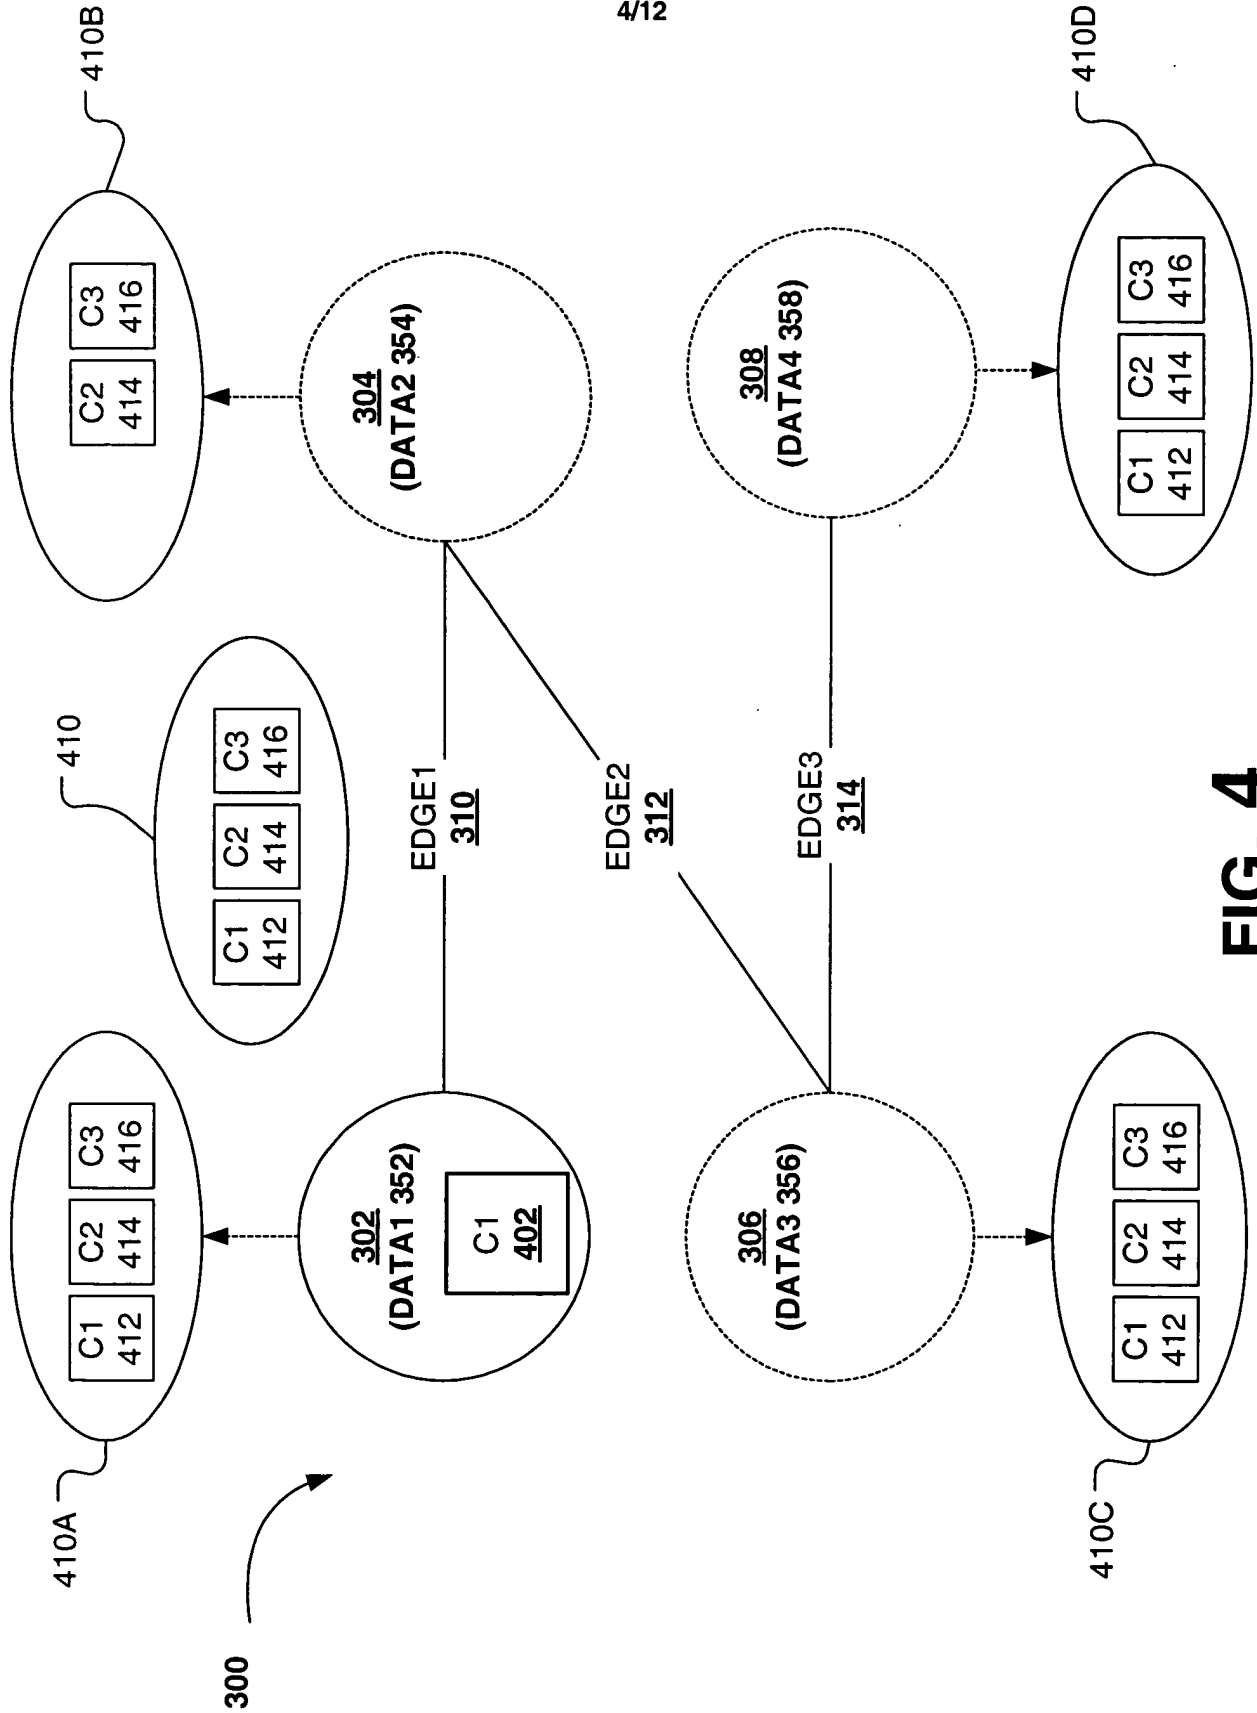 4/12
410A
C1
412
C2
414
C3
416
410
C1
412
C2
414
C3
416
410B
C2
414
C3
416
300
302
(DATA1 352)
C1
402
EDGE1
310
304
(DATA2 354)
EDGE2
312
306
(DATA3 356)
EDGE3
314
308
(DATA4 358)
410C
C1
412
C2
414
C3
416
410D
C1
412
C2
414
C3
416
FIG. 4